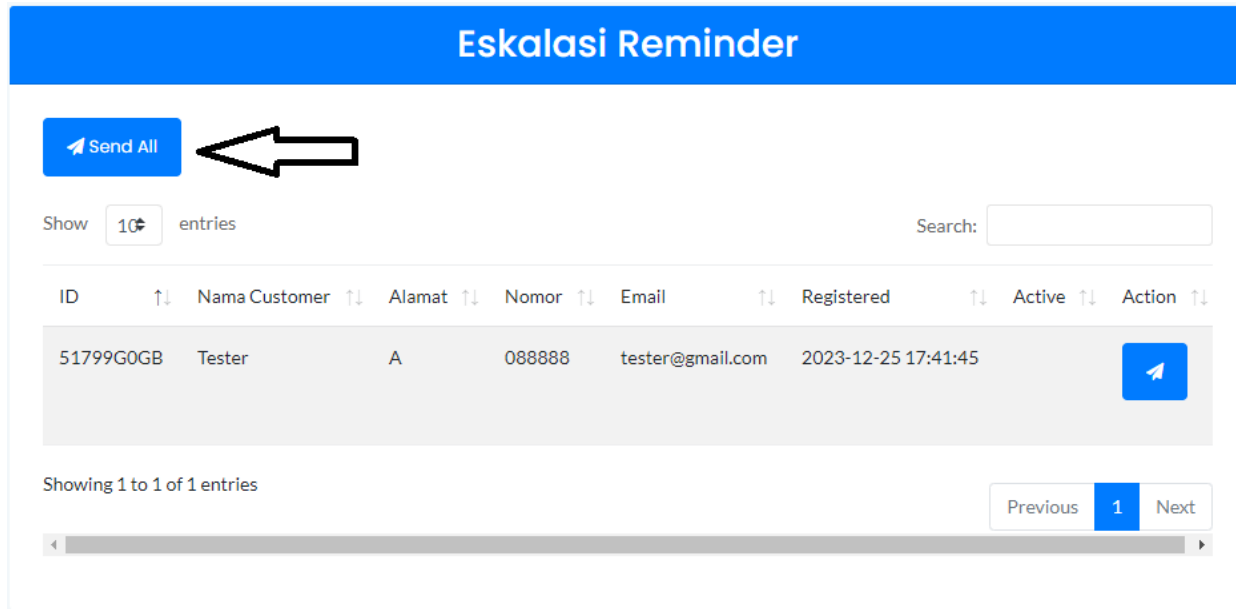 Eskalasi Reminder
Send All
Show 10 entries Search:
ID Nama Customer Alamat Nomor Email Registered Active Action
51799G0GB Tester A 088888 tester@gmail.com 2023-12-25 17:41:45
Showing 1 to 1 of 1 entries
Previous 1 Next